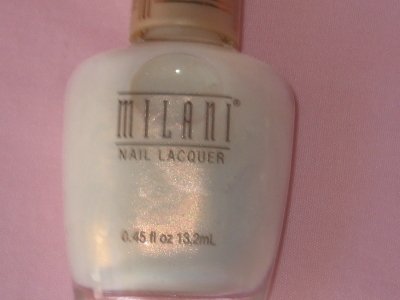 MILANI®
NAIL LACQUER
0.45 fl oz 13.2mL